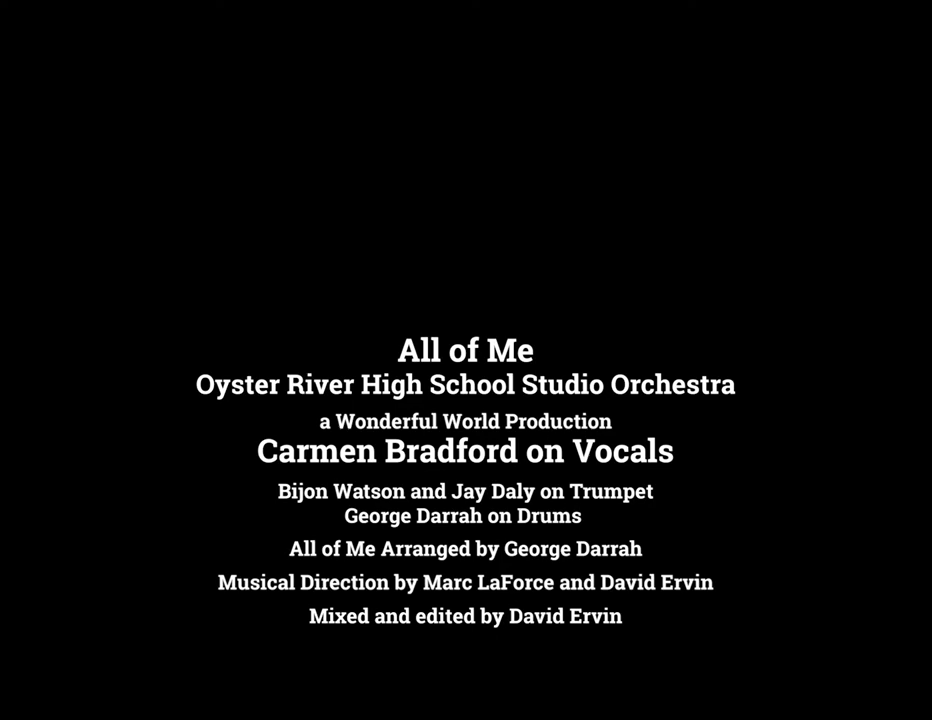 All of Me
Oyster River High School Studio Orchestra
a Wonderful World Production
Carmen Bradford on Vocals
Bijon Watson and Jay Daly on Trumpet
George Darrah on Drums
All of Me Arranged by George Darrah
Musical Direction by Marc LaForce and David Ervin
Mixed and edited by David Ervin